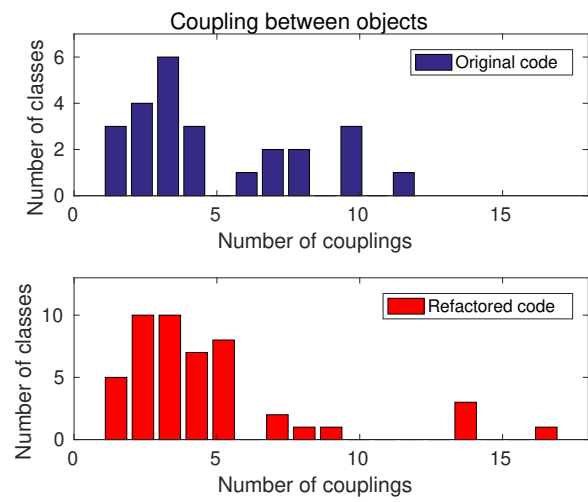 Coupling between objects
Number of classes
6
4
2
0
Original code
0 5 10 15
Number of couplings
Number of classes
10
5
0
Refactored code
0 5 10 15
Number of couplings